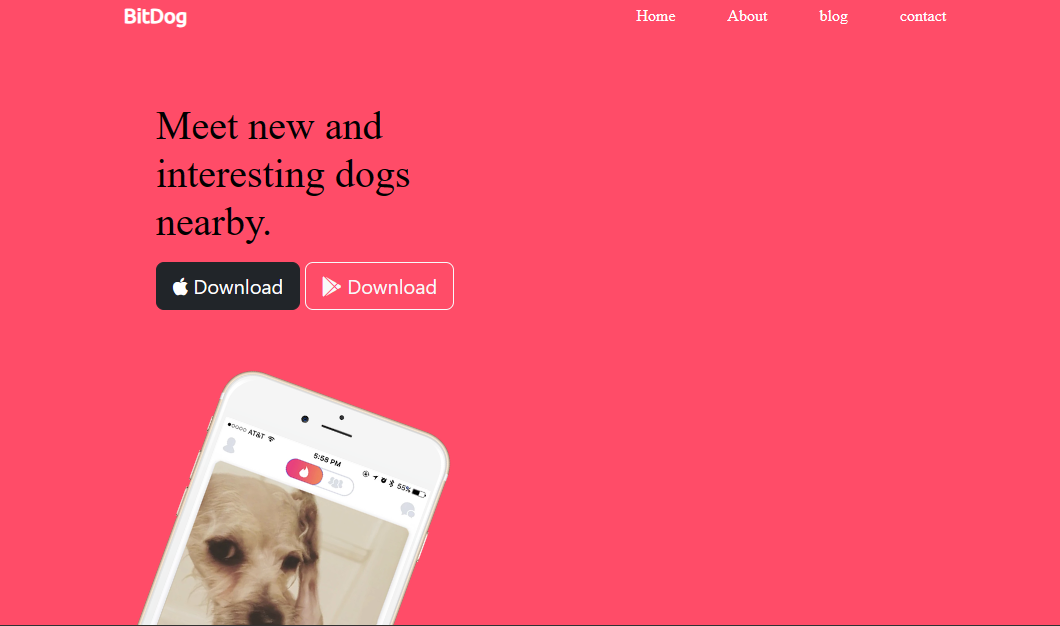 BitDog
Home About blog contact
Meet new and
interesting dogs
nearby.
Download Download
AT&T 5:58 PM 55%